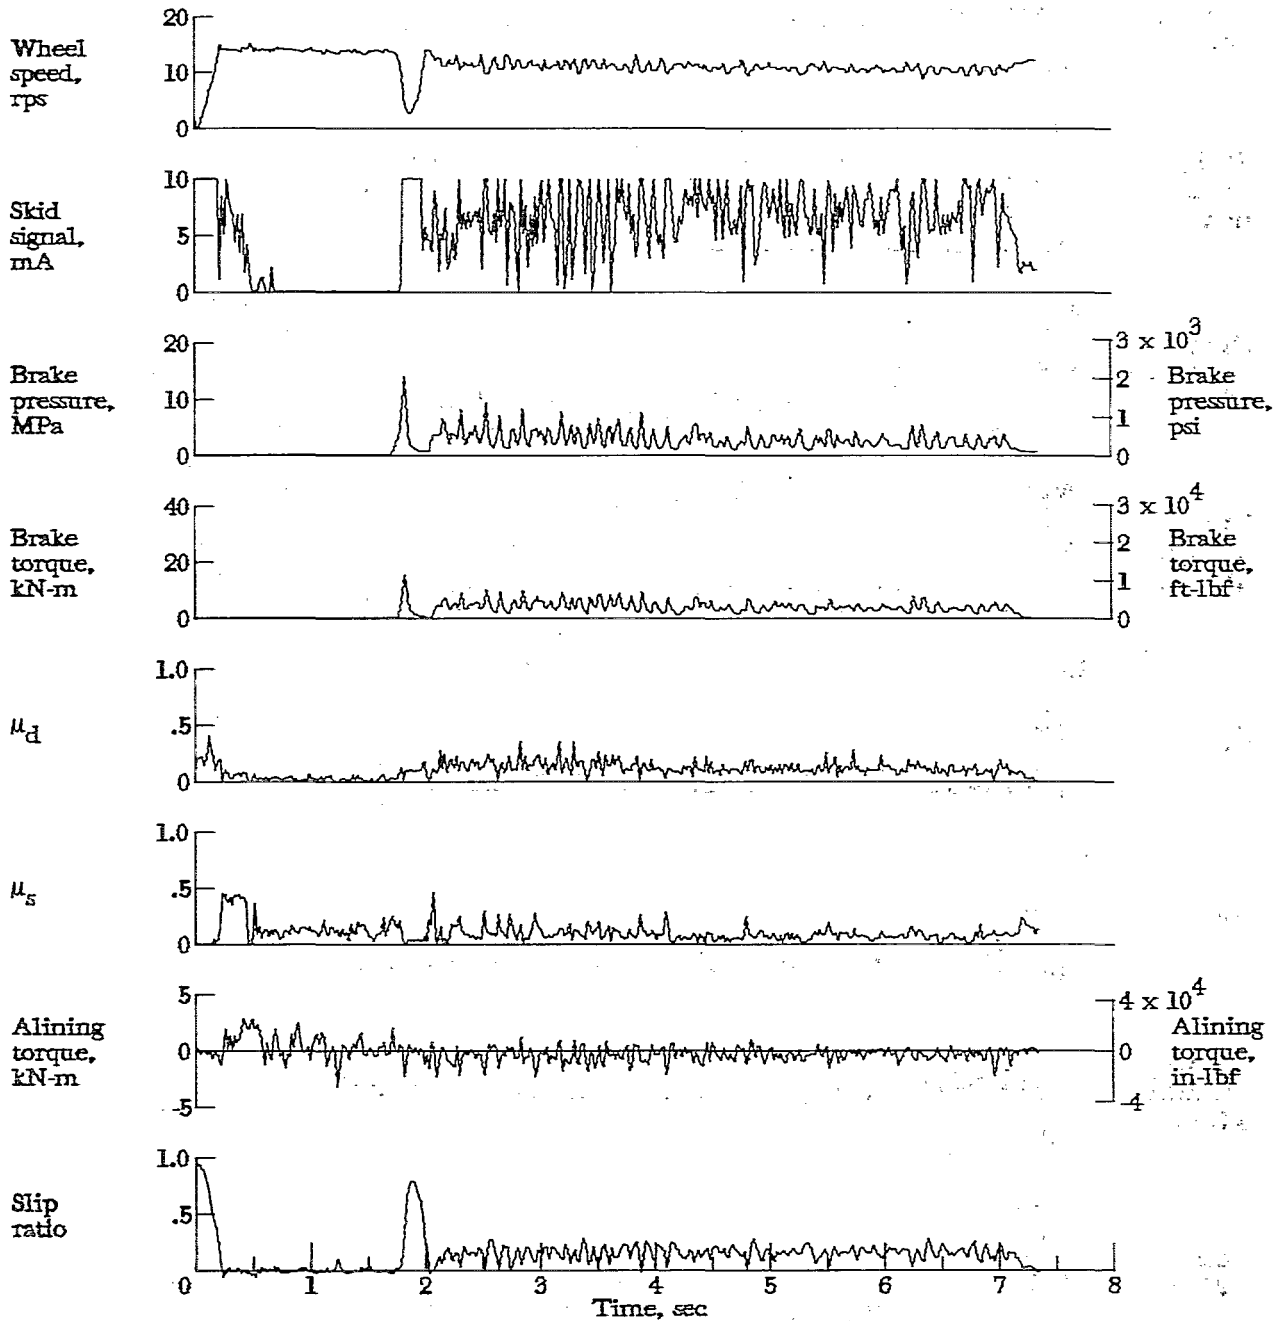 20
Wheel
speed,
rps
10
0
10
Skid
signal,
mA
5
0
20
3 x 10³
Brake
pressure,
MPa
10
2
1
Brake
pressure,
psi
0
0
40
3 x 10⁴
Brake
torque,
kN-m
20
2
1
Brake
torque,
ft-lbf
0
0
1.0
μd
.5
0
1.0
μs
.5
0
5
4 x 10⁴
Alining
torque,
kN-m
0
0
Alining
torque,
in-lbf
-5
-4
1.0
Slip
ratio
.5
0 1 2 3 4 5 6 7 8
Time, sec